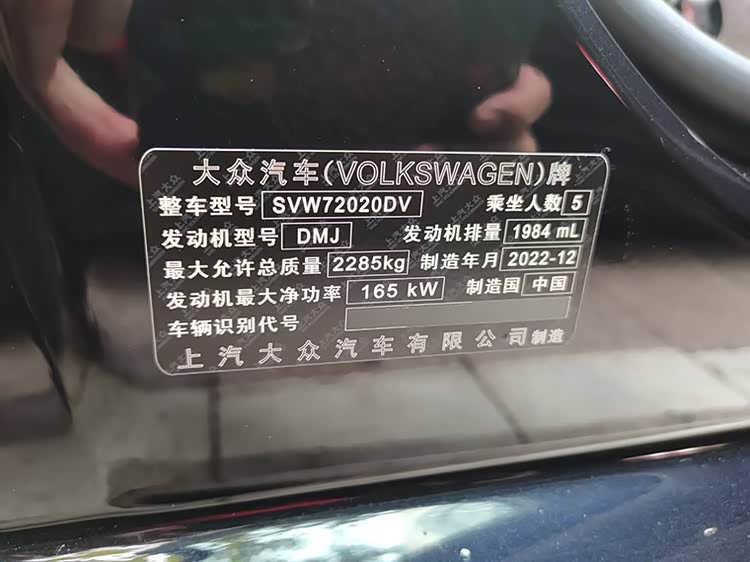 大众汽车(VOLKSWAGEN)牌
整车型号 SVW72020DV 乘坐人数 5
发动机型号 DMJ 发动机排量 1984 mL
最大允许总质量 2285kg 制造年月 2022-12
发动机最大净功率 165 kW 制造国 中国
车辆识别代号
上汽大众汽车有限公司制造